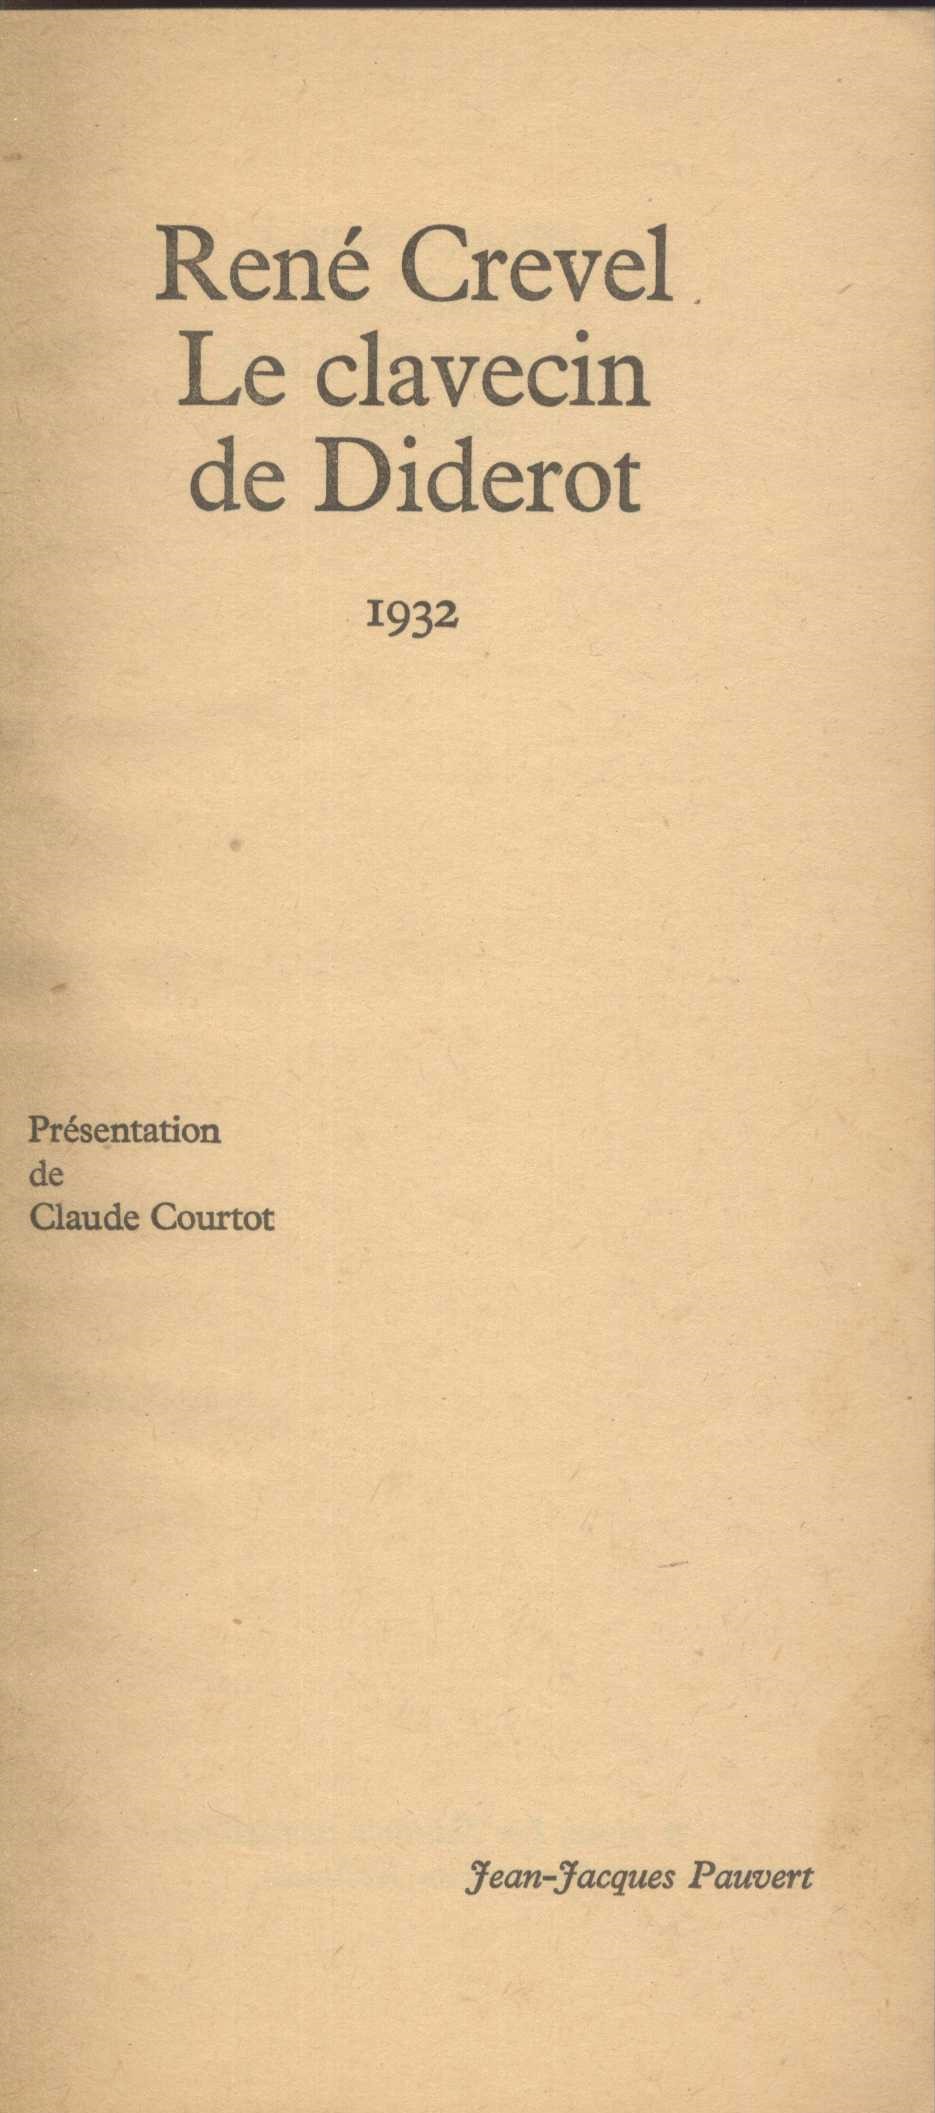 René Crevel
Le clavecin
de Diderot
1932
Présentation
de
Claude Courtot
Jean-Jacques Pauvert